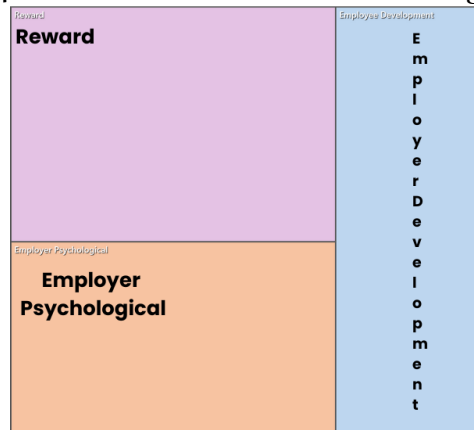 Reward
Reward
Employer Psychological
Employer
Psychological
Employee Development
E
m
p
l
o
y
e
r
D
e
v
e
l
o
p
m
e
n
t